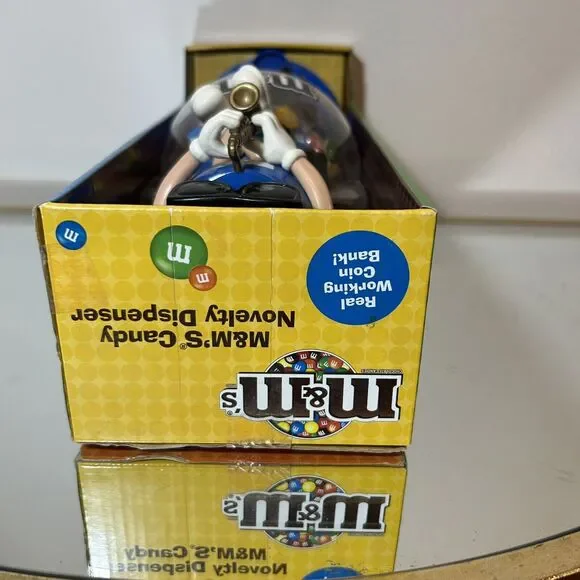 m&m's
M&M'S® Candy
Novelty Dispenser
Real
Working
Coin
Bank!
m
m
m
m&m's
M&M'S® Candy
Novelty Dispenser